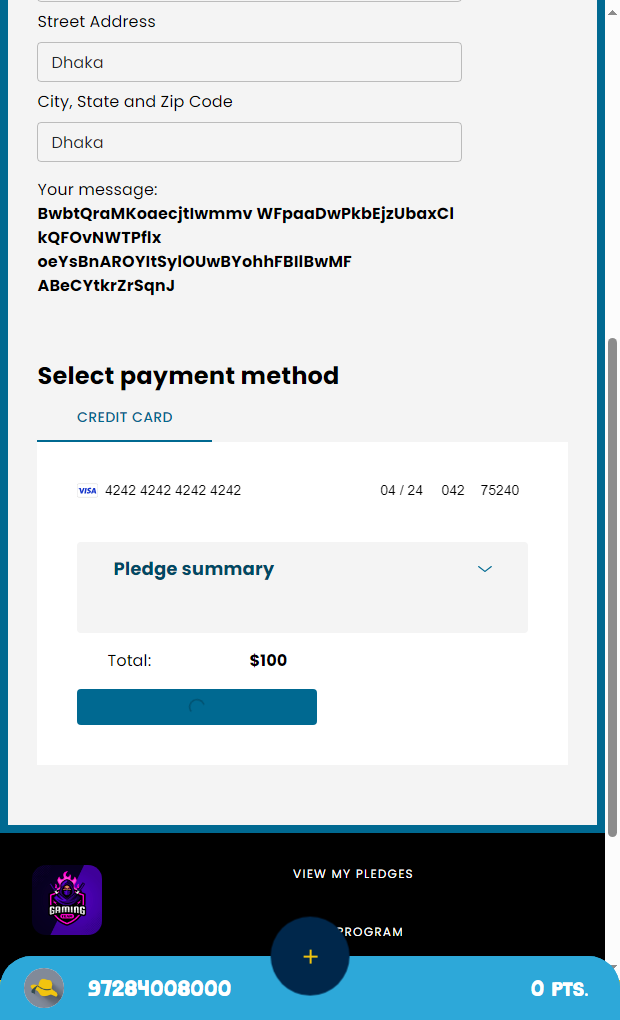 Street Address
Dhaka
City, State and Zip Code
Dhaka
Your message:
BwbtQraMKoaecjtIwmmv WFpaaDwPkbEjzUbaxCl
kQFOvNWTPflx
oeYsBnAROYItSylOUwBYohhFBIlBwMF
ABeCYtkrZrSqnJ
Select payment method
CREDIT CARD
VISA 4242 4242 4242 4242 04 / 24 042 75240
Pledge summary
Total: $100
VIEW MY PLEDGES
GAMING
PROGRAM
97284008000 0 PTS.